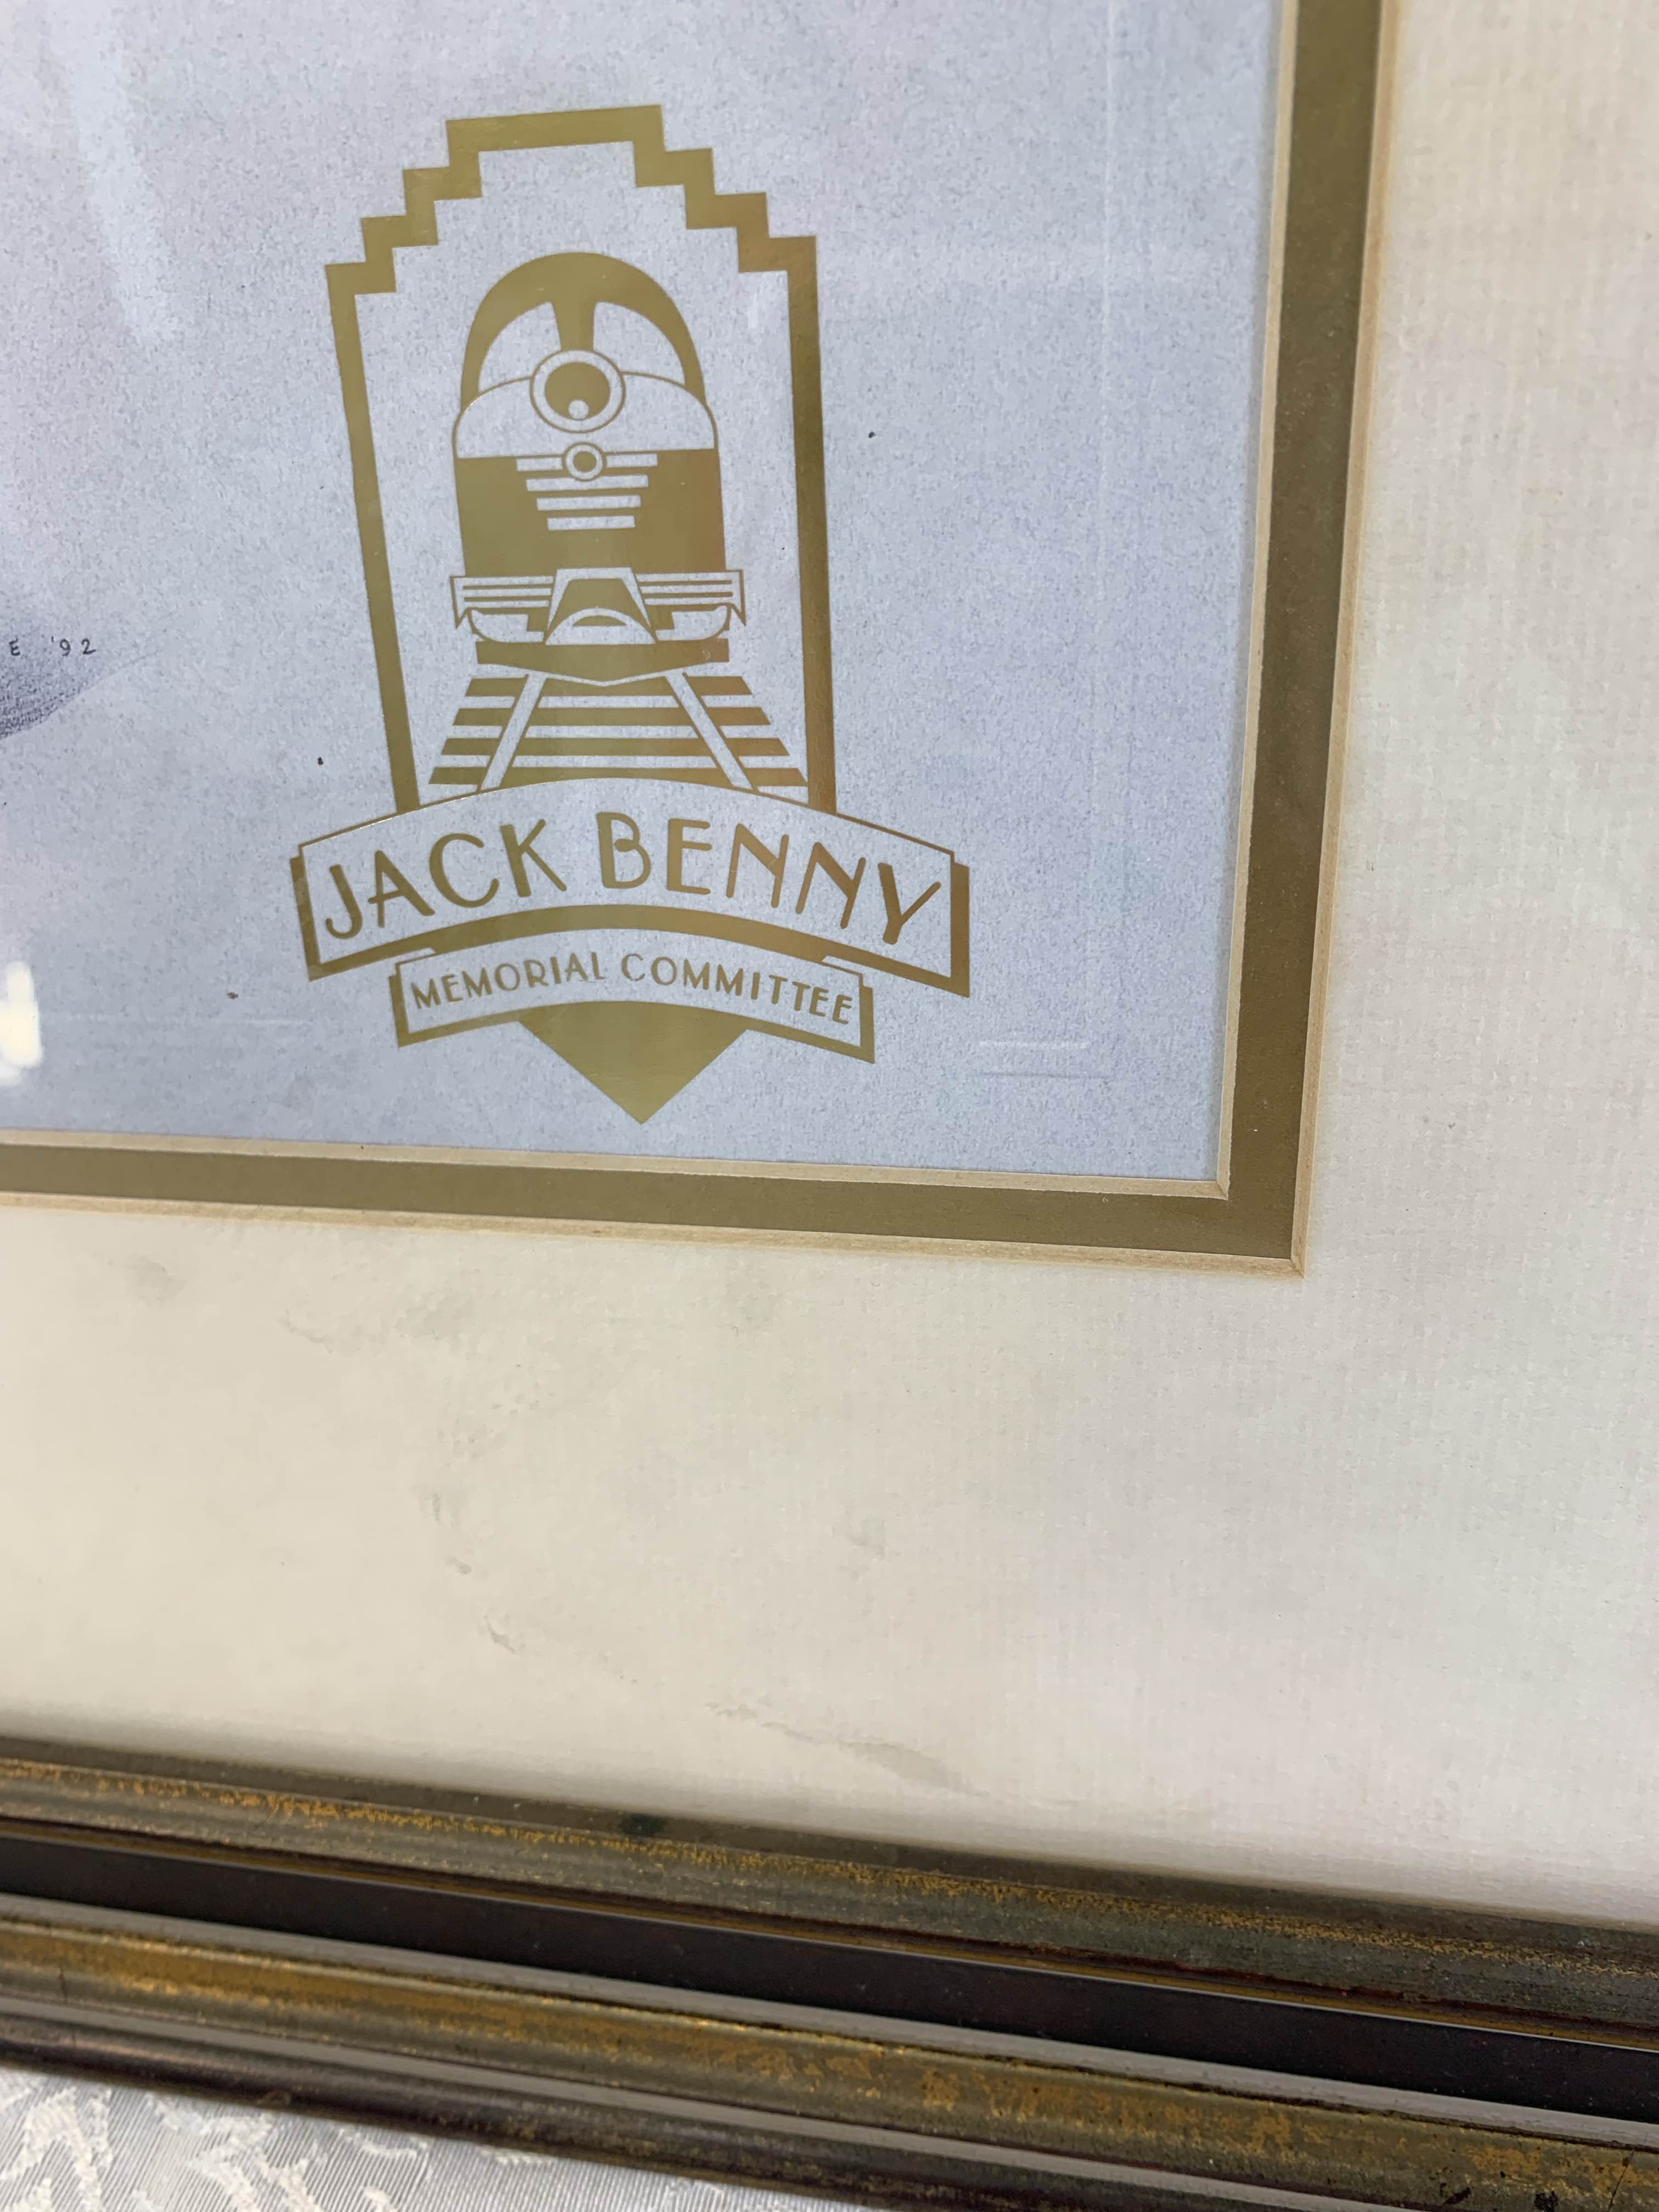 E '92
JACK BENNY
MEMORIAL COMMITTEE